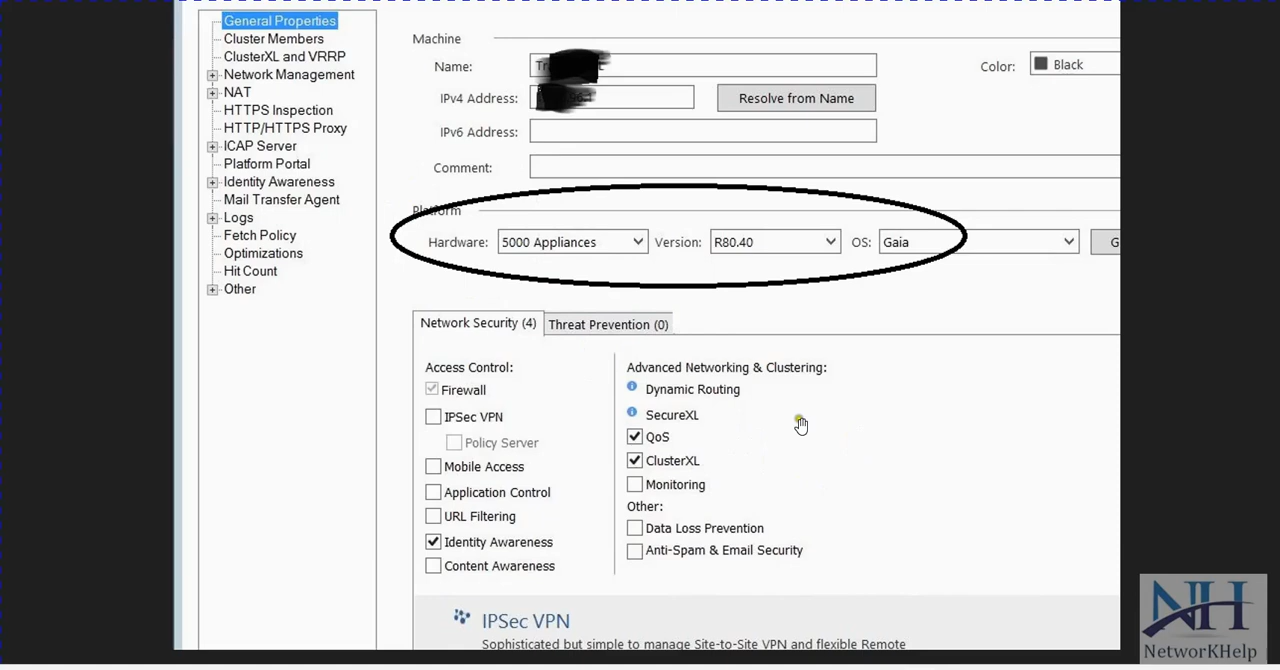 General Properties
Cluster Members
ClusterXL and VRRP
Network Management
NAT
HTTPS Inspection
HTTP/HTTPS Proxy
ICAP Server
Platform Portal
Identity Awareness
Mail Transfer Agent
Logs
Fetch Policy
Optimizations
Hit Count
Other
Machine
Name:
Color: Black
IPv4 Address: Resolve from Name
IPv6 Address:
Comment:
Platform
Hardware: 5000 Appliances Version: R80.40 OS: Gaia G
Network Security (4) Threat Prevention (0)
Access Control:
Firewall
IPSec VPN
Policy Server
Mobile Access
Application Control
URL Filtering
Identity Awareness
Content Awareness
Advanced Networking & Clustering:
Dynamic Routing
SecureXL
QoS
ClusterXL
Monitoring
Other:
Data Loss Prevention
Anti-Spam & Email Security
IPSec VPN
Sophisticated but simple to manage Site-to-Site VPN and flexible Remote
NH
NetworKHelp